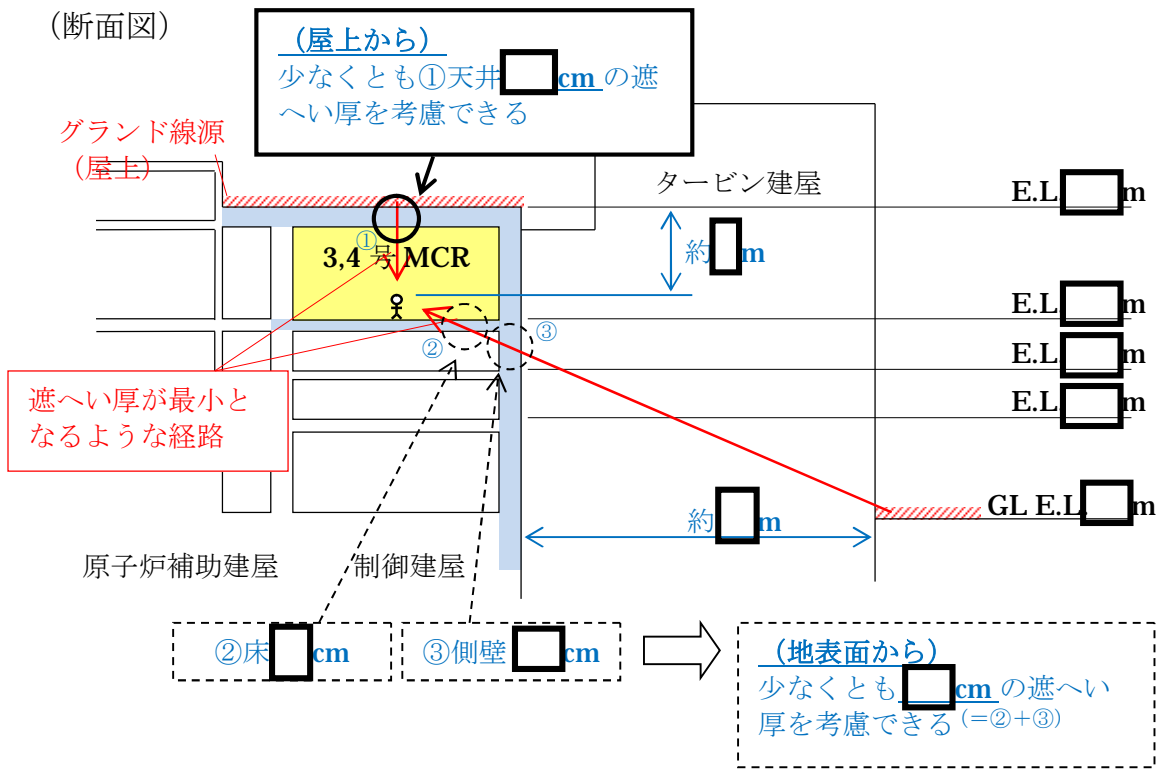 （断面図）
（屋上から）
少なくとも①天井 cm の遮
へい厚を考慮できる
グランド線源
（屋上）
タービン建屋
E.L. m
①
3,4 号 MCR
約 m
E.L. m
②
③
E.L. m
E.L. m
遮へい厚が最小と
なるような経路
GL E.L. m
約 m
原子炉補助建屋
制御建屋
②床 cm
③側壁 cm
（地表面から）
少なくとも cm の遮へい
厚を考慮できる（＝②＋③）